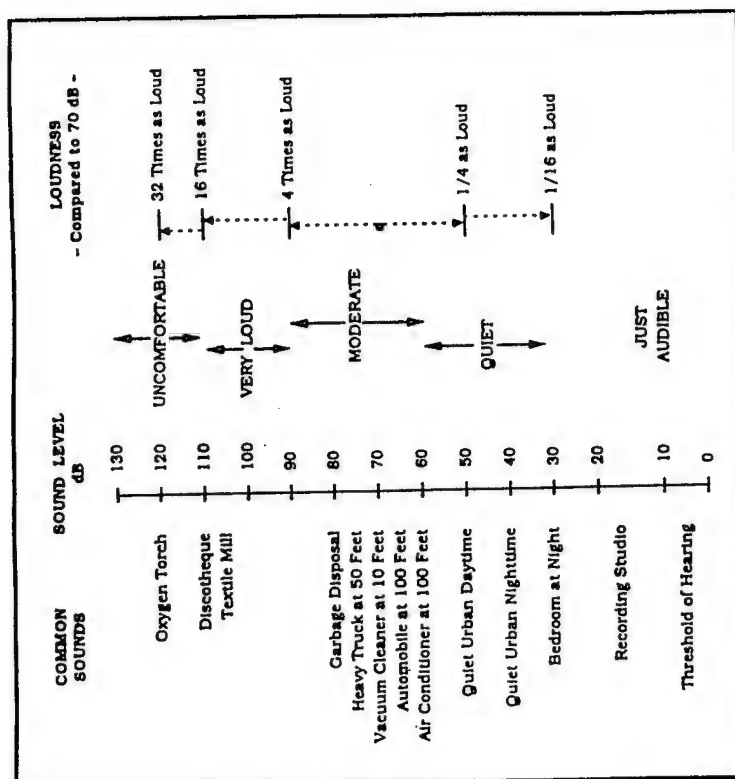 COMMON
SOUNDS
SOUND LEVEL
dB
LOUDNESS
- Compared to 70 dB -
130
Oxygen Torch
120
UNCOMFORTABLE
32 Times as Loud
Discotheque
110
16 Times as Loud
Textile Mill
100
VERY LOUD
90
4 Times as Loud
Garbage Disposal
80
Heavy Truck at 50 Feet
MODERATE
Vacuum Cleaner at 10 Feet
70
Automobile at 100 Feet
Air Conditioner at 100 Feet
60
Quiet Urban Daytime
50
QUIET
1/4 as Loud
Quiet Urban Nighttime
40
Bedroom at Night
30
1/16 as Loud
Recording Studio
20
JUST
AUDIBLE
10
Threshold of Hearing
0